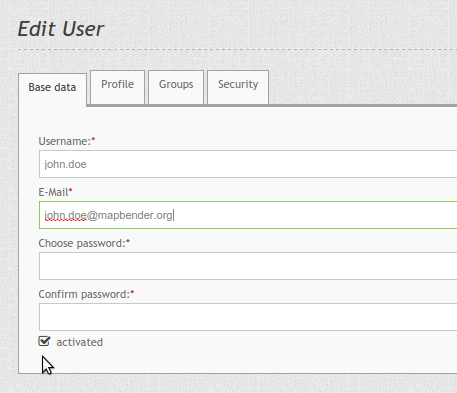 Edit User
Base data Profile Groups Security
Username:*
john.doe
E-Mail*
john.doe@mapbender.org
Choose password:*
Confirm password:*
activated